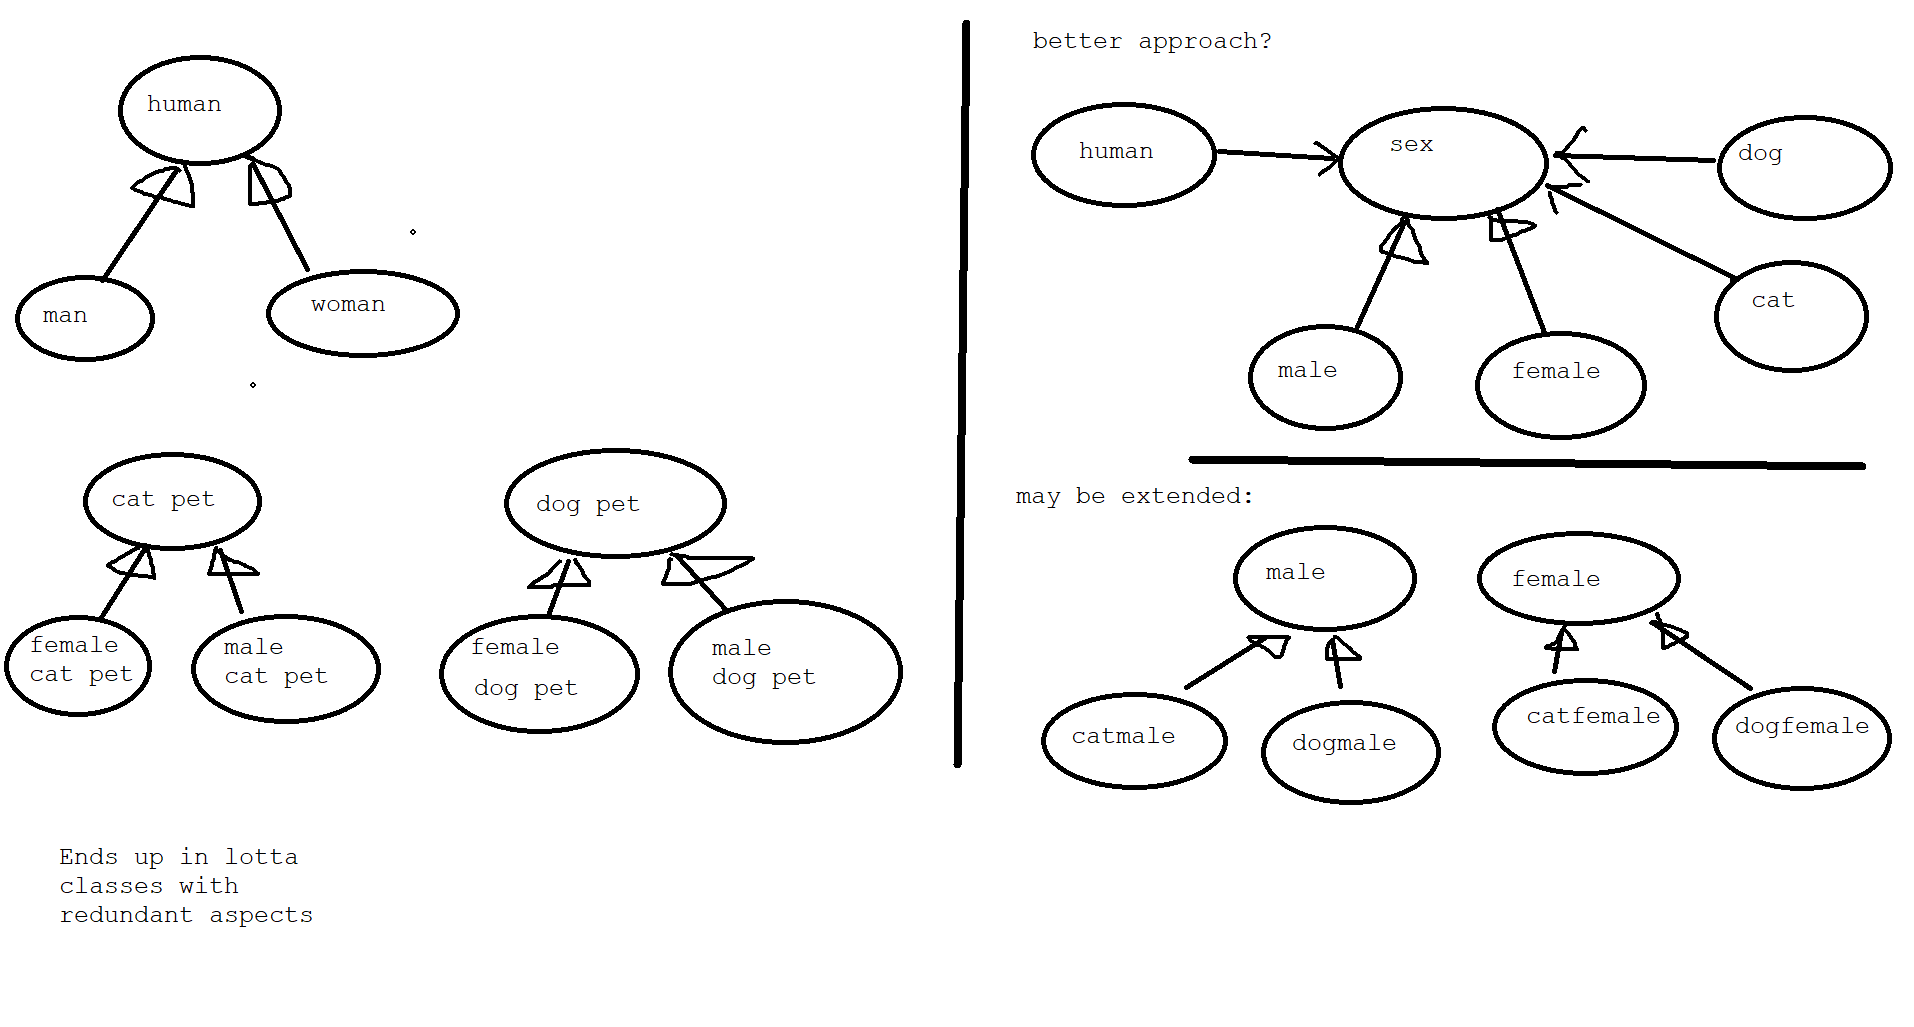 human
man
woman
cat pet
female
cat pet
male
cat pet
dog pet
female
dog pet
male
dog pet
Ends up in lotta
classes with
redundant aspects
better approach?
human
sex
dog
cat
male
female
may be extended:
male
female
catmale
dogmale
catfemale
dogfemale